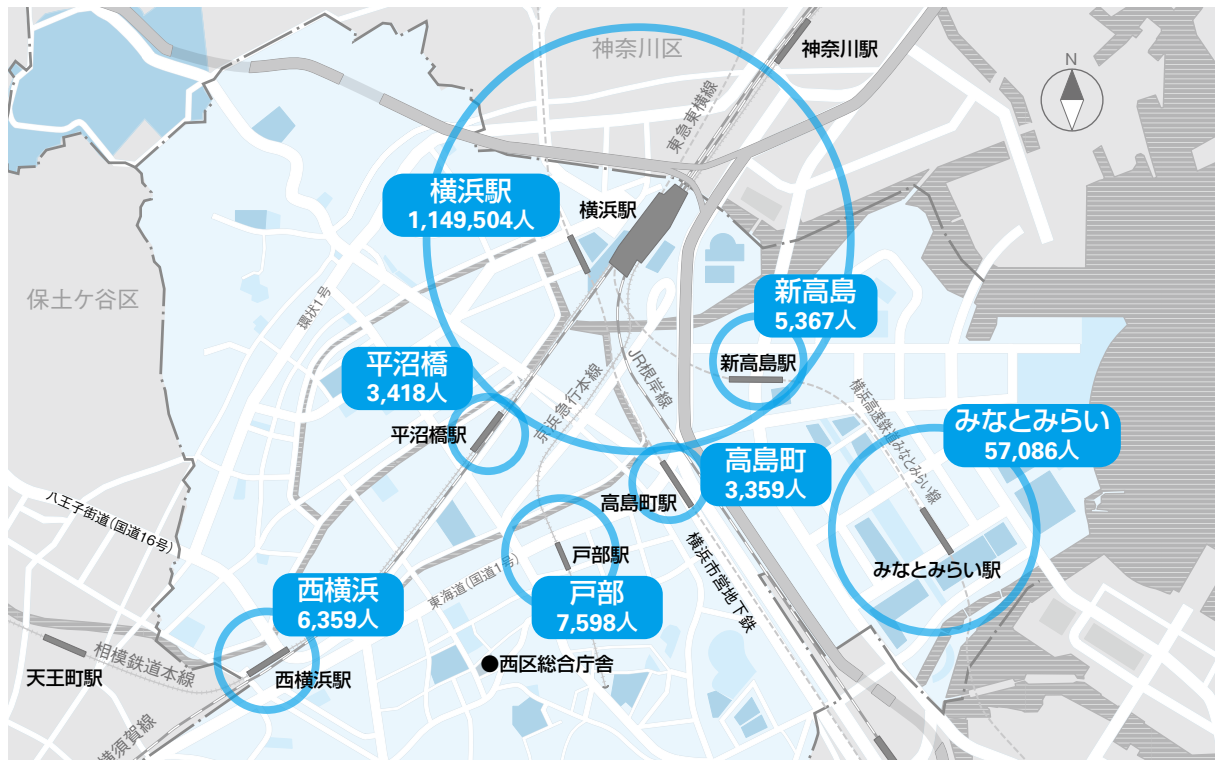 神奈川区
神奈川駅
N
東急東横線
横浜駅
1,149,504人
横浜駅
保土ケ谷区
環状1号
新高島
5,367人
新高島駅
平沼橋
3,418人
平沼橋駅
京浜急行本線
JR根岸線
横浜高速鉄道みなとみらい線
みなとみらい
57,086人
みなとみらい駅
高島町
3,359人
高島町駅
八王子街道(国道16号)
東海道(国道1号)
戸部駅
戸部
7,598人
横浜市営地下鉄
西横浜
6,359人
西横浜駅
●西区総合庁舎
天王町駅
相模鉄道本線
横須賀線